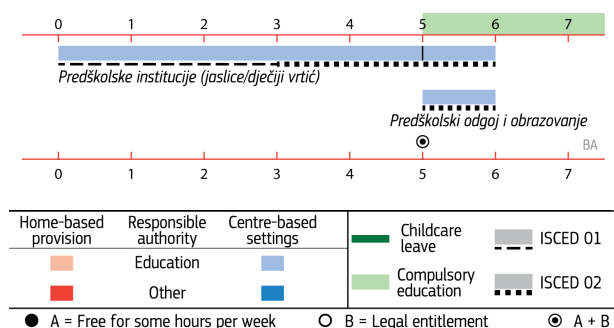 0 1 2 3 4 5 6 7
Predškolske institucije (jaslice/dječiji vrtić)
Predškolski odgoj i obrazovanje
BA
0 1 2 3 4 5 6 7
Home-based provision
Responsible authority
Centre-based settings
Education
Other
Childcare leave
Compulsory education
ISCED 01
ISCED 02
A = Free for some hours per week
B = Legal entitlement
A + B